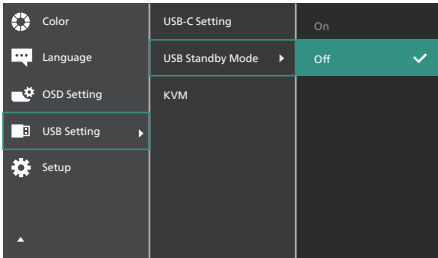 Color
Language
OSD Setting
USB Setting
Setup
USB-C Setting
USB Standby Mode
KVM
On
Off